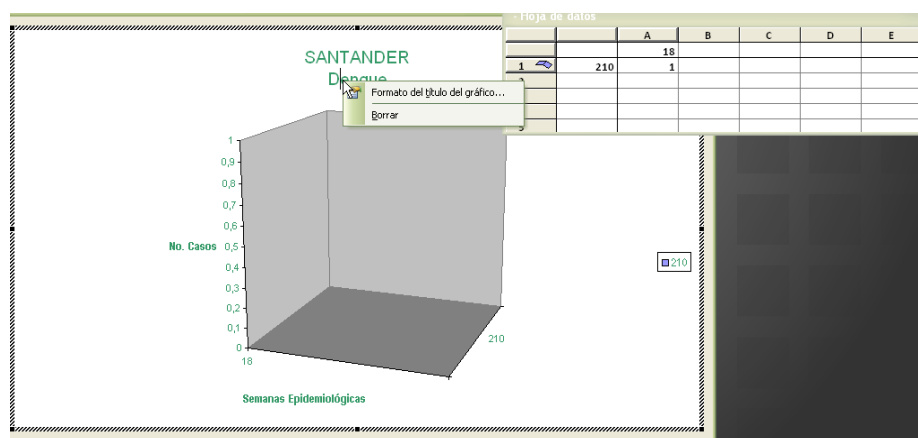 - Hoja de datos
A B C D E
18
1 210 1
2
5
SANTANDER
Dengue
Formato del título del gráfico...
Borrar
1
0,9
0,8
0,7
0,6
No. Casos 0,5
0,4
0,3
0,2
0,1
0
18
210
210
Semanas Epidemiológicas